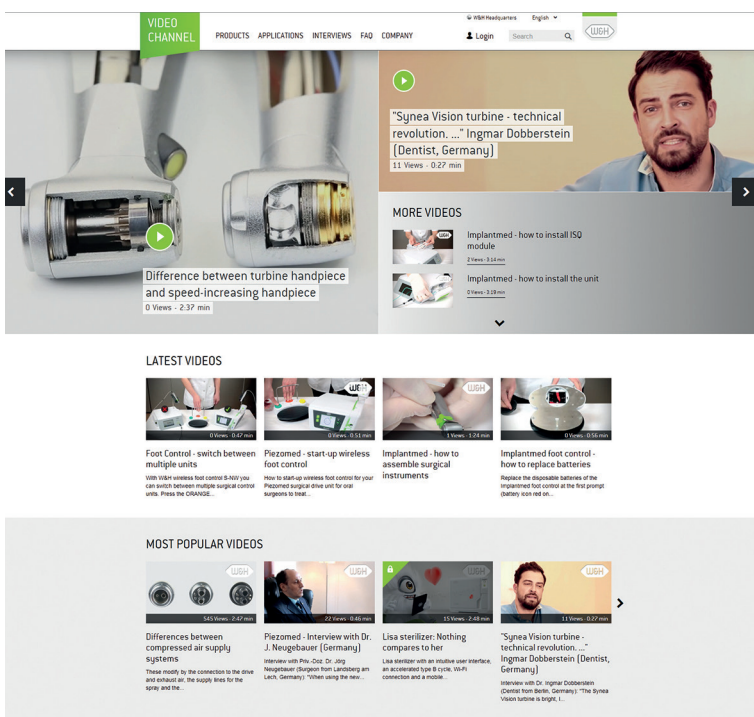 VIDEO
CHANNEL
PRODUCTS APPLICATIONS INTERVIEWS FAQ COMPANY
W&H Headquarters English
Login Search
W&H
"Synea Vision turbine - technical
revolution. ..." Ingmar Dobberstein
(Dentist, Germany)
11 Views - 0:27 min
Difference between turbine handpiece
and speed-increasing handpiece
0 Views - 2:37 min
MORE VIDEOS
W&H
Implantmed - how to install ISQ
module
2 Views - 3:14 min
Implantmed - how to install the unit
0 Views - 3:19 min
LATEST VIDEOS
0 Views - 0:47 min
Foot Control - switch between
multiple units
With W&H wireless foot control S-NW you
can switch between multiple surgical control
units. Press the ORANGE...
W&H
0 Views - 0:51 min
Piezomed - start-up wireless
foot control
How to start-up wireless foot control for your
Piezomed surgical drive unit for oral
surgeons to treat...
W&H
1 Views - 1:24 min
Implantmed - how to
assemble surgical
instruments
0 Views - 0:56 min
Implantmed foot control -
how to replace batteries
Replace the disposable batteries of the
Implantmed foot control at the first prompt
(battery icon red on...
MOST POPULAR VIDEOS
W&H
545 Views - 2:47 min
Differences between
compressed air supply
systems
These modify by the connection to the drive
and exhaust air, the supply lines for the
spray and the...
W&H
22 Views - 0:46 min
Piezomed - Interview with Dr.
J. Neugebauer (Germany)
Interview with Priv.-Doz. Dr. Jörg
Neugebauer (Surgeon from Landsberg am
Lech, Germany): "When using the new...
W&H
15 Views - 2:48 min
Lisa sterilizer: Nothing
compares to her
Lisa sterilizer with an intuitive user interface,
an accelerated type B cycle, Wi-Fi
connection and a mobile...
W&H
11 Views - 0:27 min
"Synea Vision turbine -
technical revolution. ..."
Ingmar Dobberstein (Dentist,
Germany)
Interview with Dr. Ingmar Dobberstein
(Dentist from Berlin, Germany): "The Synea
Vision turbine is bright, l...